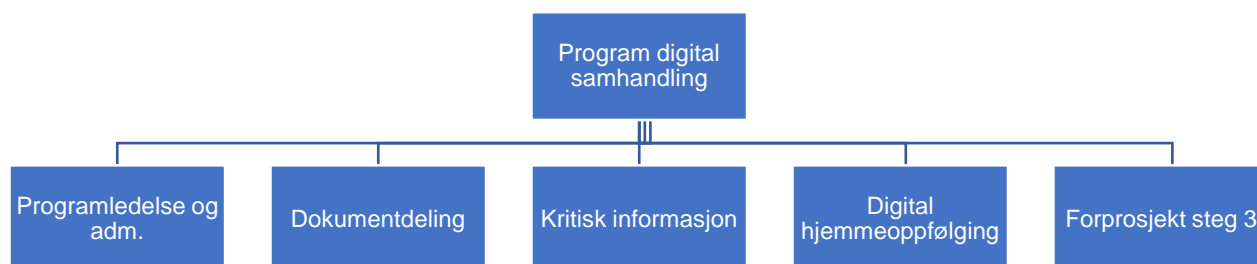 Program digital
samhandling
Programledelse og
adm.
Dokumentdeling
Kritisk informasjon
Digital
hjemmeoppfølging
Forprosjekt steg 3